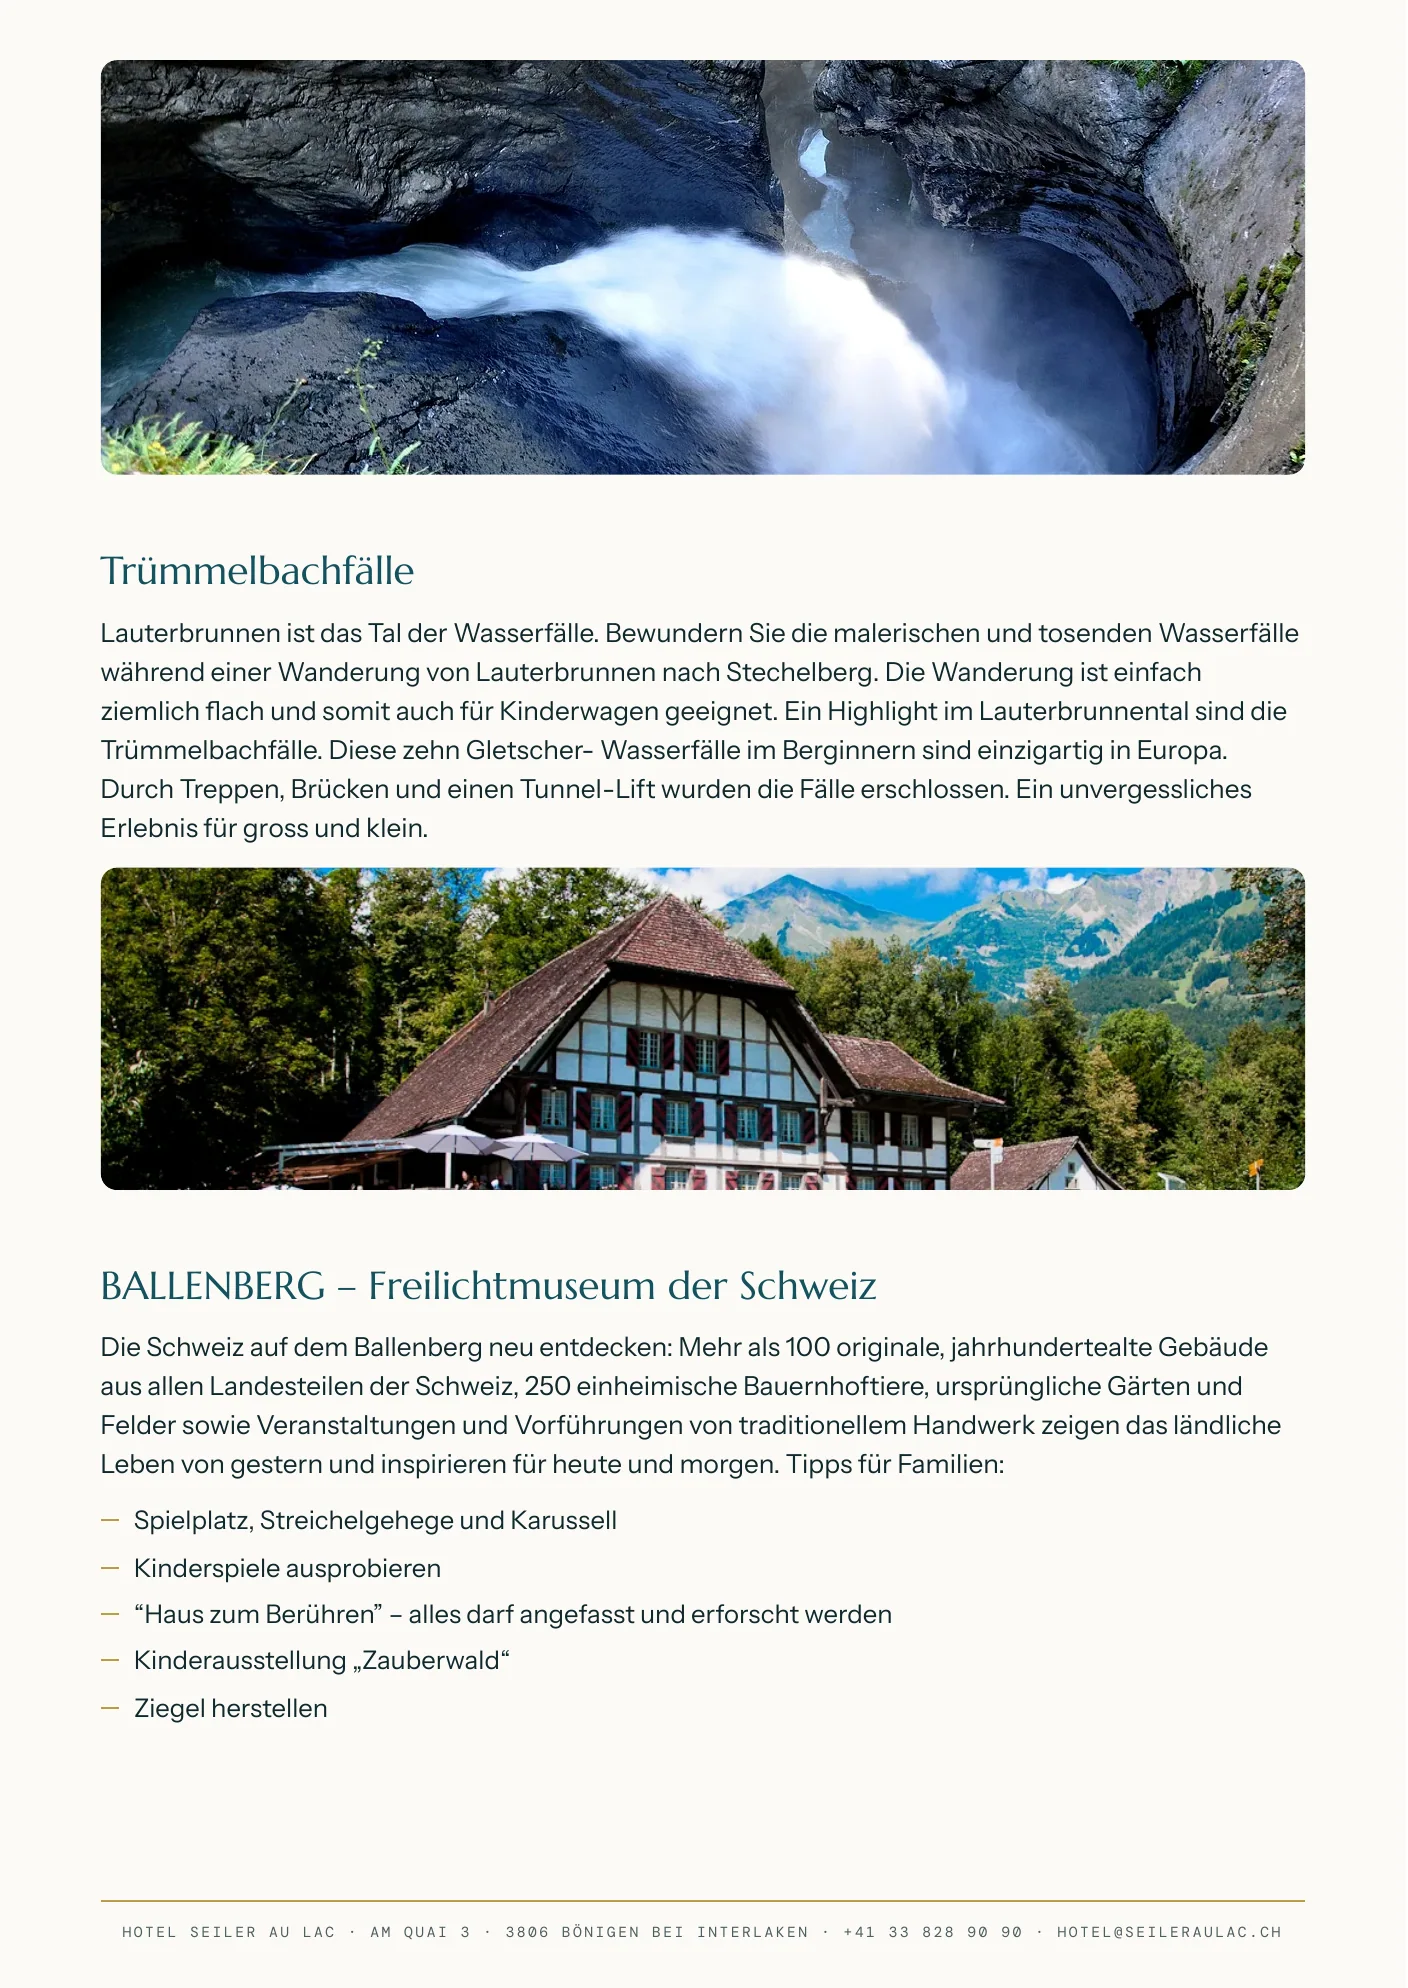 Trümmelbachfälle
Lauterbrunnen ist das Tal der Wasserfälle. Bewundern Sie die malerischen und tosenden Wasserfälle
während einer Wanderung von Lauterbrunnen nach Stechelberg. Die Wanderung ist einfach
ziemlich flach und somit auch für Kinderwagen geeignet. Ein Highlight im Lauterbrunnental sind die
Trümmelbachfälle. Diese zehn Gletscher- Wasserfälle im Berginnern sind einzigartig in Europa.
Durch Treppen, Brücken und einen Tunnel-Lift wurden die Fälle erschlossen. Ein unvergessliches
Erlebnis für gross und klein.
BALLENBERG – Freilichtmuseum der Schweiz
Die Schweiz auf dem Ballenberg neu entdecken: Mehr als 100 originale, jahrhundertealte Gebäude
aus allen Landesteilen der Schweiz, 250 einheimische Bauernhoftiere, ursprüngliche Gärten und
Felder sowie Veranstaltungen und Vorführungen von traditionellem Handwerk zeigen das ländliche
Leben von gestern und inspirieren für heute und morgen. Tipps für Familien:
— Spielplatz, Streichelgehege und Karussell
— Kinderspiele ausprobieren
— “Haus zum Berühren” – alles darf angefasst und erforscht werden
— Kinderausstellung „Zauberwald“
— Ziegel herstellen
HOTEL SEILER AU LAC · AM QUAI 3 · 3806 BÖNIGEN BEI INTERLAKEN · +41 33 828 90 90 · HOTEL@SEILERAULAC.CH